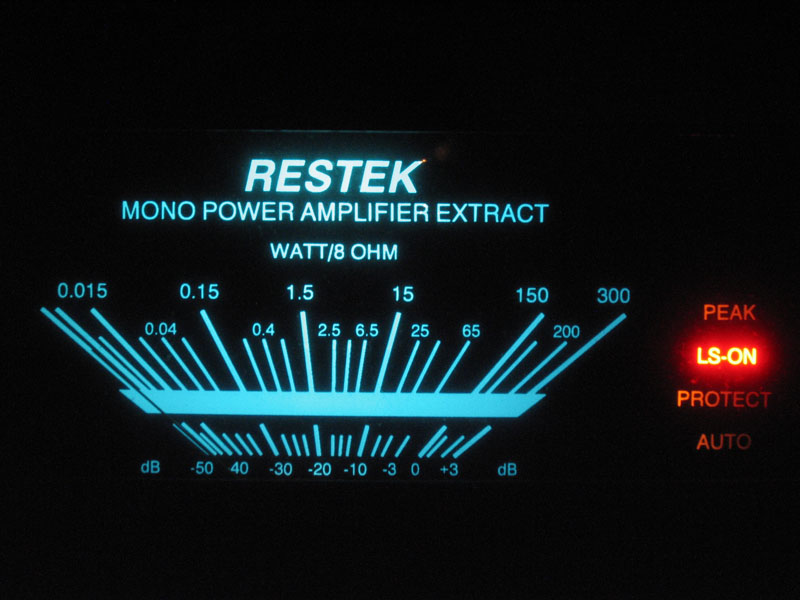 RESTEK
MONO POWER AMPLIFIER EXTRACT
WATT/8 OHM
0.015 0.15 1.5 15 150 300
0.04 0.4 2.5 6.5 25 65 200
dB -50 40 -30 -20 -10 -3 0 +3 dB
PEAK
LS-ON
PROTECT
AUTO